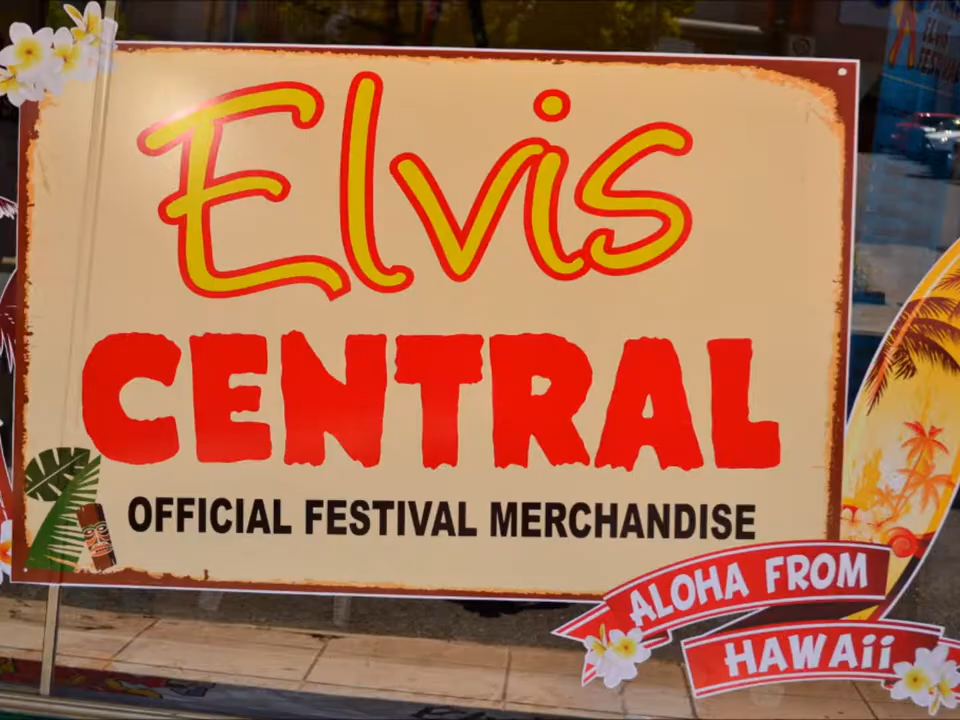 Elvis
CENTRAL
OFFICIAL FESTIVAL MERCHANDISE
ALOHA FROM
HAWAii